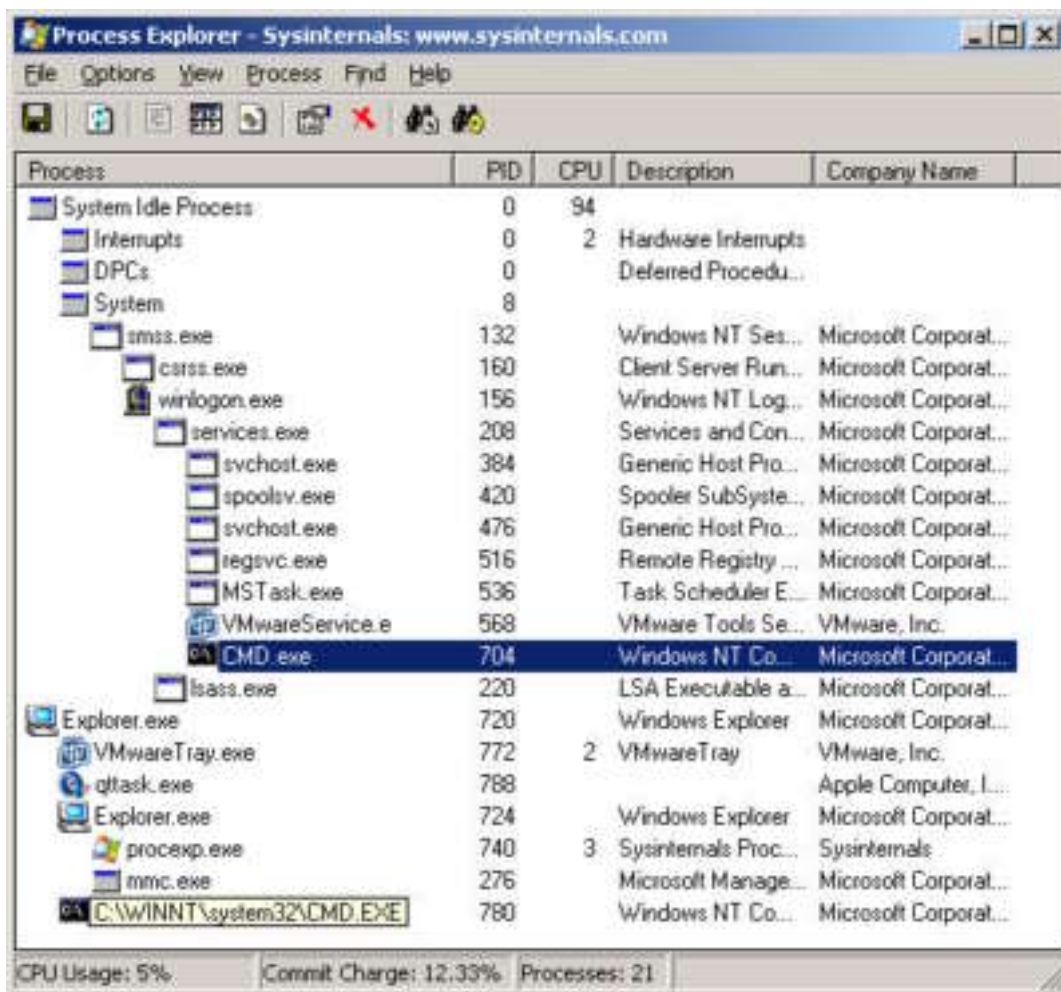 Process Explorer - Sysinternals: www.sysinternals.com
File Options View Process Find Help
Process PID CPU Description Company Name
System Idle Process 0 94
Interrupts 0 2 Hardware Interrupts
DPCs 0 Deferred Procedu...
System 8
smss.exe 132 Windows NT Ses... Microsoft Corporat...
csrss.exe 160 Client Server Run... Microsoft Corporat...
winlogon.exe 156 Windows NT Log... Microsoft Corporat...
services.exe 208 Services and Con... Microsoft Corporat...
svchost.exe 384 Generic Host Pro... Microsoft Corporat...
spoolsv.exe 420 Spooler SubSyste... Microsoft Corporat...
svchost.exe 476 Generic Host Pro... Microsoft Corporat...
regsvc.exe 516 Remote Registry ... Microsoft Corporat...
MSTask.exe 536 Task Scheduler E... Microsoft Corporat...
VMwareService.e 568 VMware Tools Se... VMware, Inc.
CMD.exe 704 Windows NT Co... Microsoft Corporat...
lsass.exe 220 LSA Executable a... Microsoft Corporat...
Explorer.exe 720 Windows Explorer Microsoft Corporat...
VMwareTray.exe 772 2 VMwareTray VMware, Inc.
qttask.exe 788 Apple Computer, I...
Explorer.exe 724 Windows Explorer Microsoft Corporat...
procexp.exe 740 3 Sysinternals Proc... Sysinternals
mmc.exe 276 Microsoft Manage... Microsoft Corporat...
C:\WINNT\system32\CMD.EXE 780 Windows NT Co... Microsoft Corporat...
CPU Usage: 5% Commit Charge: 12.33% Processes: 21